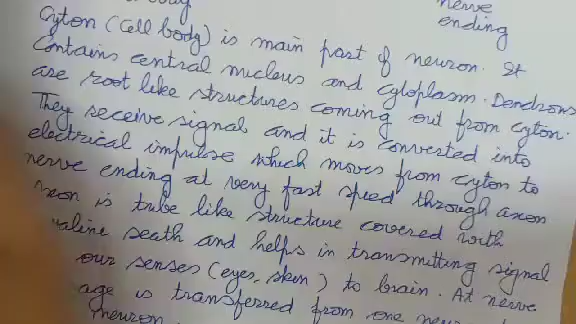 body
nerve
ending
Cyton (Cell body) is main part of neuron. It
contains central nucleus and cytoplasm. Dendrons
are root like structures coming out from cyton.
They receive signal and it is converted into
electrical impulse which moves from cyton to
nerve ending at very fast speed through axon
is tube like structure covered with
seath and helps in transmitting signal
our senses (eyes, skin) to brain. At nerve
is transferred from one
neuron